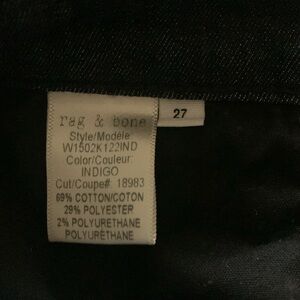 rag & bone
Style/Modéle
W1502K122IND
Color/Couleur:
INDIGO
Cut/Coupe# 18983
69% COTTON/COTON
29% POLYESTER
2% POLYURETHANE
POLYURETHANE
27